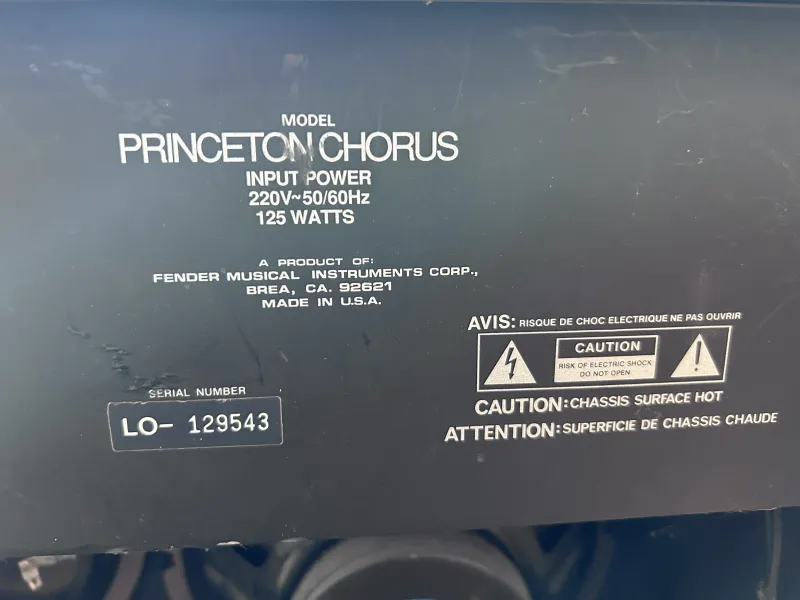 MODEL
PRINCETON CHORUS
INPUT POWER
220V~50/60Hz
125 WATTS
A PRODUCT OF:
FENDER MUSICAL INSTRUMENTS CORP.,
BREA, CA. 92621
MADE IN U.S.A.
AVIS: RISQUE DE CHOC ELECTRIQUE NE PAS OUVRIR
CAUTION
RISK OF ELECTRIC SHOCK
DO NOT OPEN
CAUTION: CHASSIS SURFACE HOT
ATTENTION: SUPERFICIE DE CHASSIS CHAUDE
SERIAL NUMBER
LO- 129543